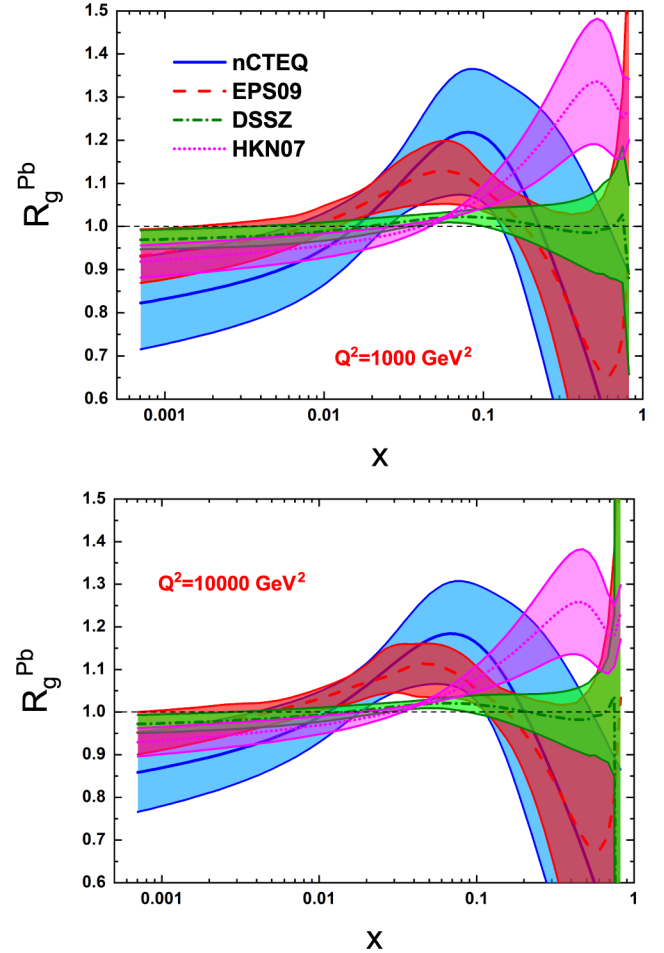 1.5
1.4
1.3
1.2
1.1
1.0
0.9
0.8
0.7
0.6
R_g^Pb
nCTEQ
EPS09
DSSZ
HKN07
Q²=1000 GeV²
0.001
0.01
0.1
1
x
1.5
1.4
1.3
1.2
1.1
1.0
0.9
0.8
0.7
0.6
R_g^Pb
Q²=10000 GeV²
0.001
0.01
0.1
1
x